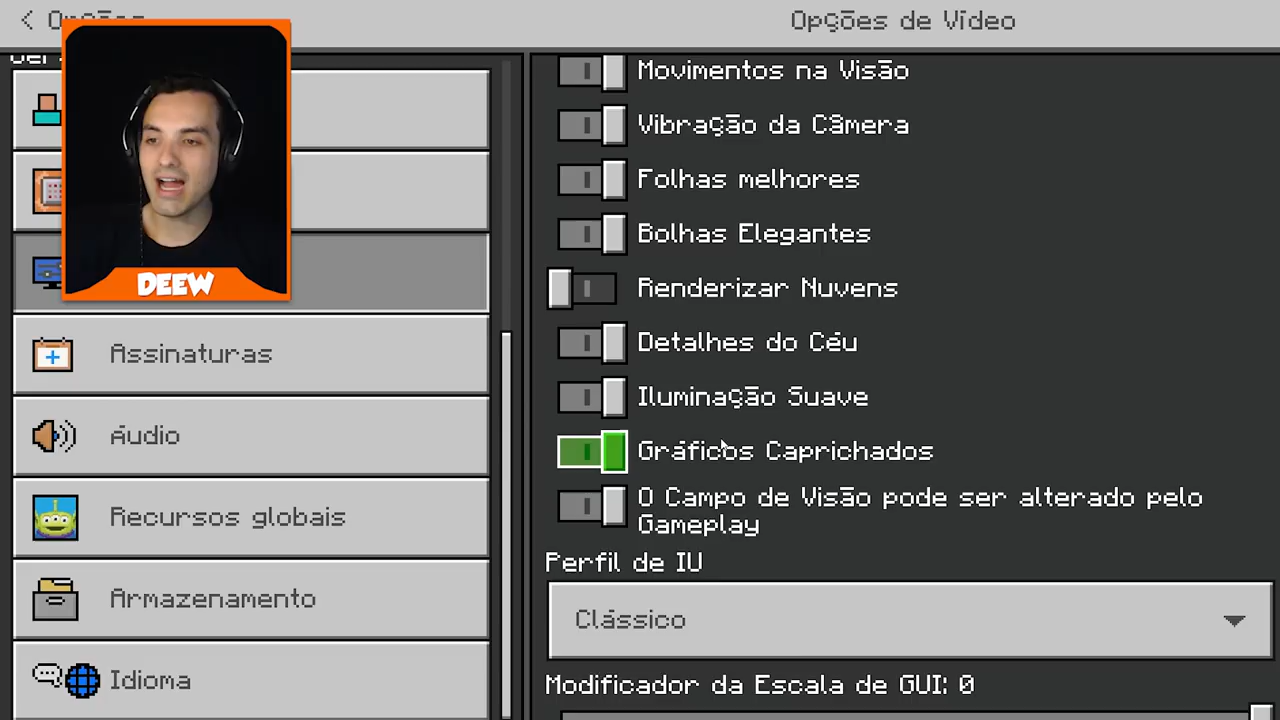 Opções
Opções de Vídeo
Movimentos na Visão
Vibração da Câmera
Folhas melhores
Bolhas Elegantes
Renderizar Nuvens
Detalhes do Céu
Iluminação Suave
Gráficos Caprichados
O Campo de Visão pode ser alterado pelo
Gameplay
Perfil de IU
Clássico
Modificador da Escala de GUI: 0
DEEW
Assinaturas
Áudio
Recursos globais
Armazenamento
Idioma